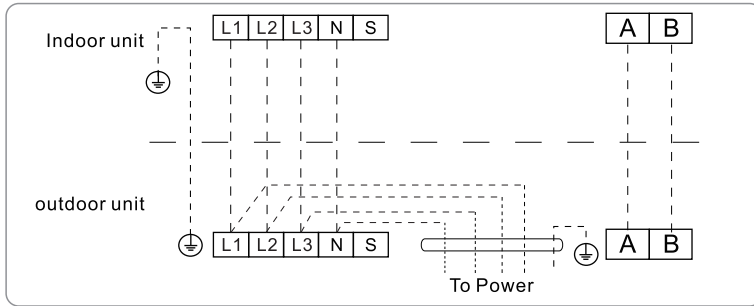 L1 L2 L3 N S A B
Indoor unit
outdoor unit
L1 L2 L3 N S A B
To Power